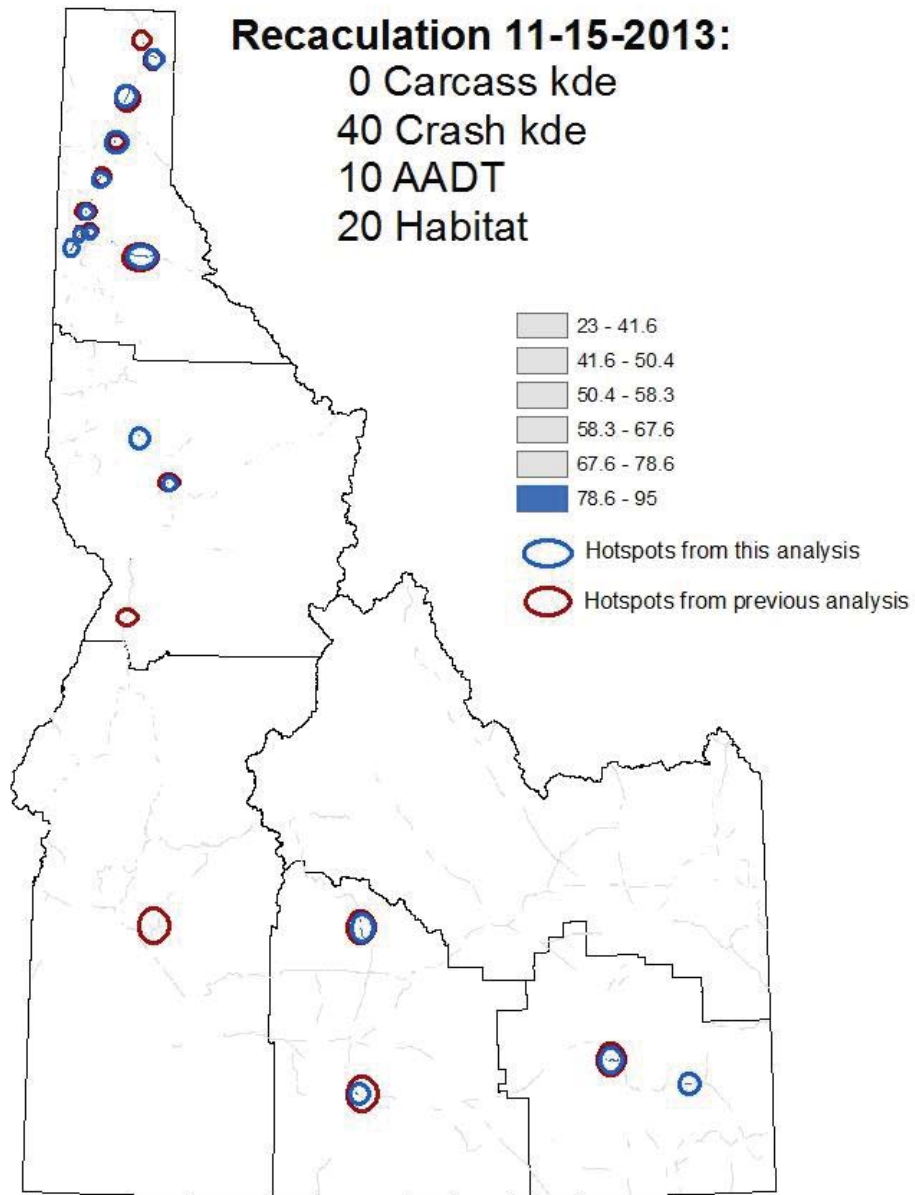 Recaculation 11-15-2013:
0 Carcass kde
40 Crash kde
10 AADT
20 Habitat
23 - 41.6
41.6 - 50.4
50.4 - 58.3
58.3 - 67.6
67.6 - 78.6
78.6 - 95
Hotspots from this analysis
Hotspots from previous analysis